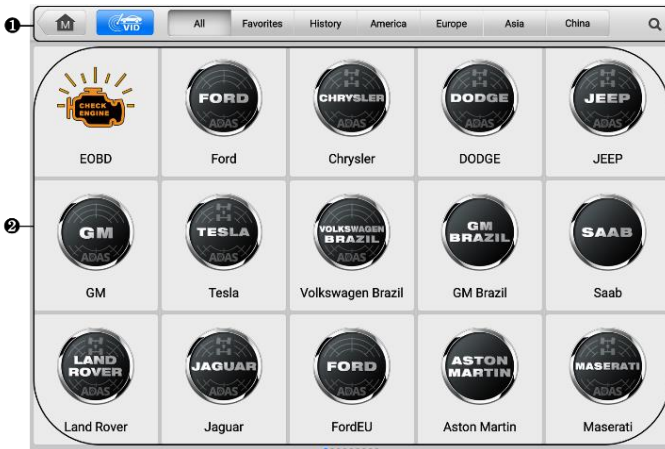 ❶
M
VID
All
Favorites
History
America
Europe
Asia
China
CHECK
ENGINE
FORD
ADAS
CHRYSLER
ADAS
DODGE
ADAS
JEEP
ADAS
EOBD
Ford
Chrysler
DODGE
JEEP
❷
GM
ADAS
TESLA
ADAS
VOLKSWAGEN
BRAZIL
GM
BRAZIL
SAAB
GM
Tesla
Volkswagen Brazil
GM Brazil
Saab
LAND
ROVER
ADAS
JAGUAR
ADAS
FORD
ADAS
ASTON
MARTIN
MASERATI
ADAS
Land Rover
Jaguar
FordEU
Aston Martin
Maserati